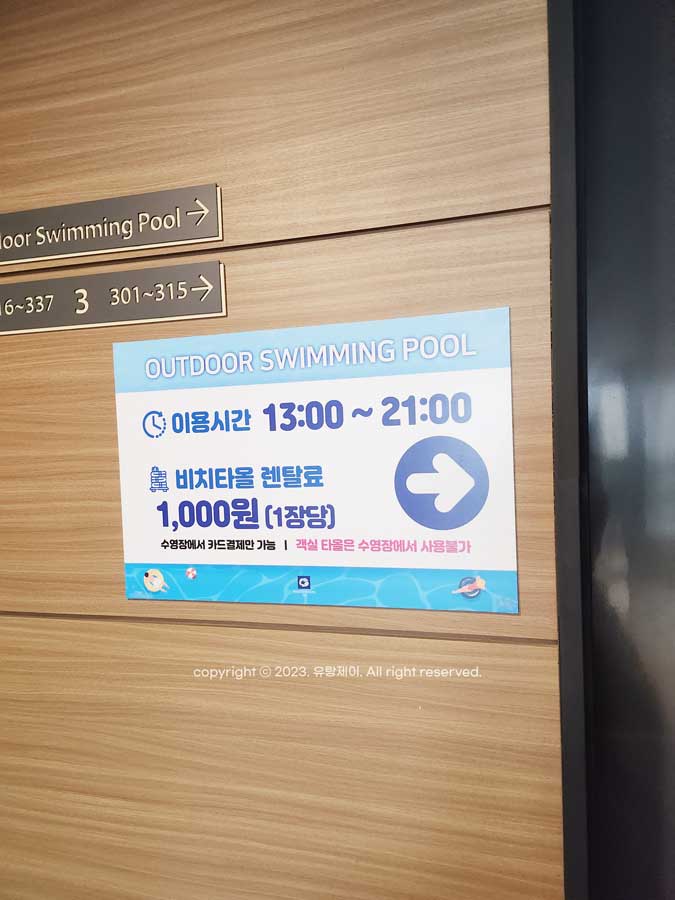 Swimming Pool →
337 3 301~315 →
OUTDOOR SWIMMING POOL
이용시간 13:00 ~ 21:00
비치타올 렌탈료
1,000원 (1장당)
수영장에서 카드결제만 가능 | 객실 타올은 수영장에서 사용불가
copyright ⓒ 2023. 유랑제이. All right reserved.